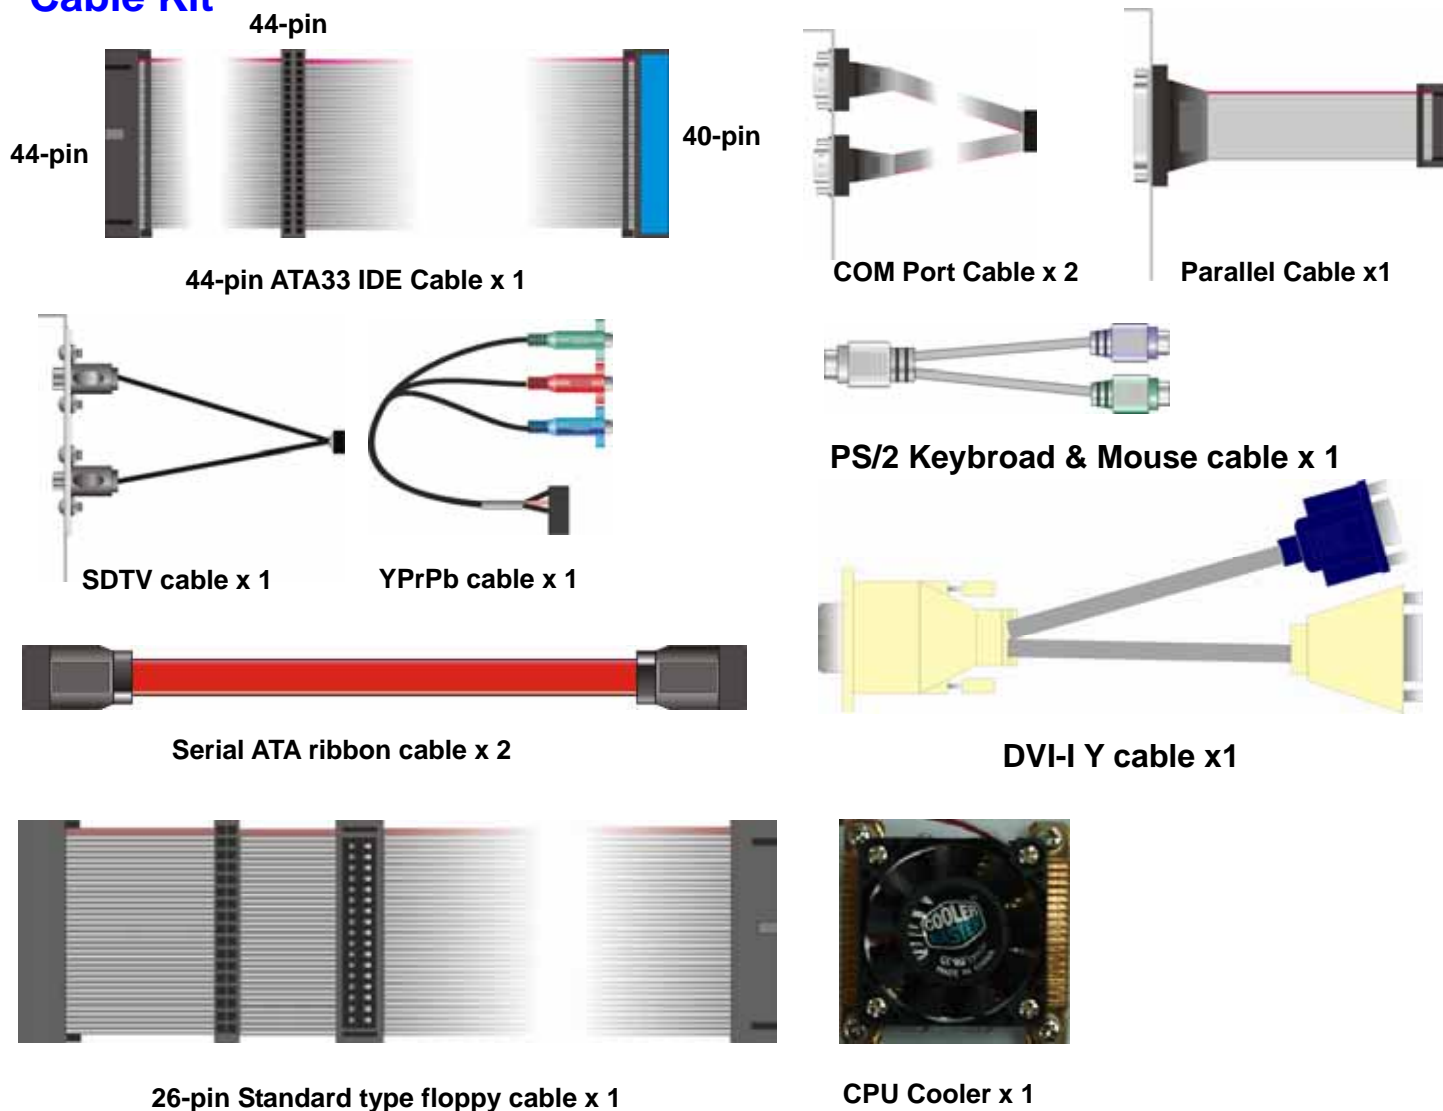 Cable Kit
44-pin
44-pin
40-pin
44-pin ATA33 IDE Cable x 1
COM Port Cable x 2
Parallel Cable x1
SDTV cable x 1
YPrPb cable x 1
PS/2 Keybroad & Mouse cable x 1
Serial ATA ribbon cable x 2
DVI-I Y cable x1
COOLER
MASTER
26-pin Standard type floppy cable x 1
CPU Cooler x 1